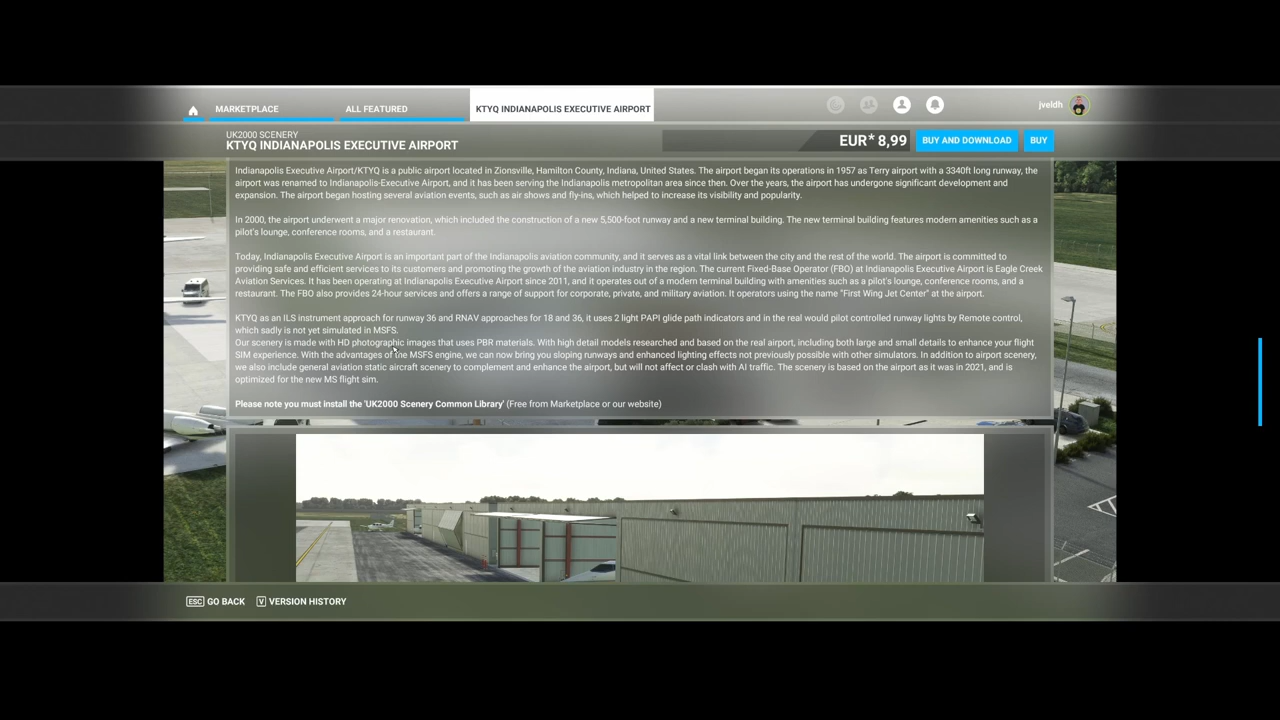 MARKETPLACE
ALL FEATURED
KTYQ INDIANAPOLIS EXECUTIVE AIRPORT
jveldh
UK2000 SCENERY
KTYQ INDIANAPOLIS EXECUTIVE AIRPORT
EUR* 8,99
BUY AND DOWNLOAD
BUY
Indianapolis Executive Airport/KTYQ is a public airport located in Zionsville, Hamilton County, Indiana, United States. The airport began its operations in 1957 as Terry airport with a 3340ft long runway, the
airport was renamed to Indianapolis-Executive Airport, and it has been serving the Indianapolis metropolitan area since then. Over the years, the airport has undergone significant development and
expansion. The airport began hosting several aviation events, such as air shows and fly-ins, which helped to increase its visibility and popularity.
In 2000, the airport underwent a major renovation, which included the construction of a new 5,500-foot runway and a new terminal building. The new terminal building features modern amenities such as a
pilot's lounge, conference rooms, and a restaurant.
Today, Indianapolis Executive Airport is an important part of the Indianapolis aviation community, and it serves as a vital link between the city and the rest of the world. The airport is committed to
providing safe and efficient services to its customers and promoting the growth of the aviation industry in the region. The current Fixed-Base Operator (FBO) at Indianapolis Executive Airport is Eagle Creek
Aviation Services. It has been operating at Indianapolis Executive Airport since 2011, and it operates out of a modern terminal building with amenities such as a pilot's lounge, conference rooms, and a
restaurant. The FBO also provides 24-hour services and offers a range of support for corporate, private, and military aviation. It operators using the name "First Wing Jet Center" at the airport.
KTYQ as an ILS instrument approach for runway 36 and RNAV approaches for 18 and 36, it uses 2 light PAPI glide path indicators and in the real would pilot controlled runway lights by Remote control,
which sadly is not yet simulated in MSFS.
Our scenery is made with HD photographic images that uses PBR materials. With high detail models researched and based on the real airport, including both large and small details to enhance your flight
SIM experience. With the advantages of the MSFS engine, we can now bring you sloping runways and enhanced lighting effects not previously possible with other simulators. In addition to airport scenery,
we also include general aviation static aircraft scenery to complement and enhance the airport, but will not affect or clash with AI traffic. The scenery is based on the airport as it was in 2021, and is
optimized for the new MS flight sim.
Please note you must install the 'UK2000 Scenery Common Library' (Free from Marketplace or our website)
ESC GO BACK
V VERSION HISTORY